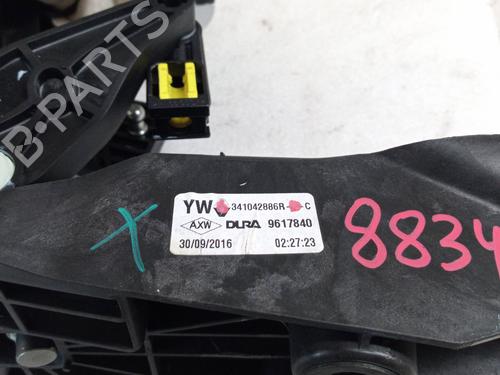 B-PARTS
YW 341042886R- C
AXW DURA 9617840
30/09/2016 02:27:23
X
8834